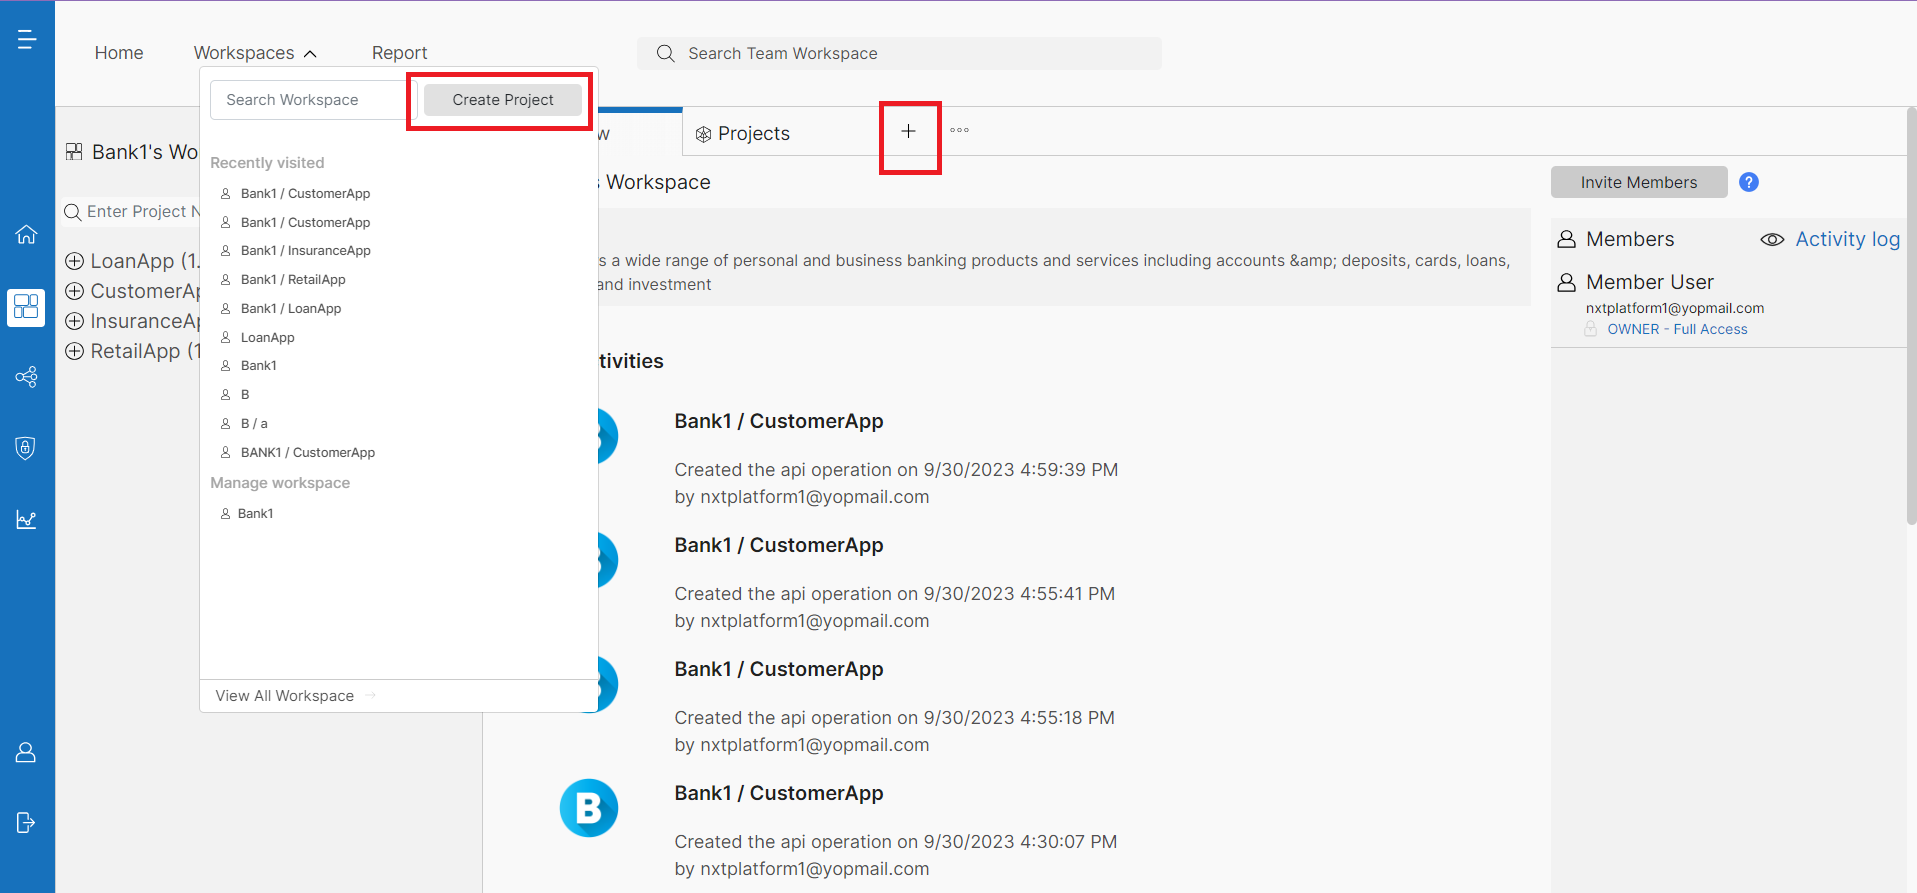 Home
Workspaces
Report
Search Team Workspace
Search Workspace
Create Project
Recently visited
Bank1 / CustomerApp
Bank1 / CustomerApp
Bank1 / InsuranceApp
Bank1 / RetailApp
Bank1 / LoanApp
LoanApp
Bank1
B
B / a
BANK1 / CustomerApp
Manage workspace
Bank1
View All Workspace
Bank1's Wo
Enter Project N
LoanApp (1.
CustomerAp
InsuranceAp
RetailApp (1
w
Projects
s Workspace
s a wide range of personal and business banking products and services including accounts &amp; deposits, cards, loans,
and investment
tivities
Bank1 / CustomerApp
Created the api operation on 9/30/2023 4:59:39 PM
by nxtplatform1@yopmail.com
Bank1 / CustomerApp
Created the api operation on 9/30/2023 4:55:41 PM
by nxtplatform1@yopmail.com
Bank1 / CustomerApp
Created the api operation on 9/30/2023 4:55:18 PM
by nxtplatform1@yopmail.com
B
Bank1 / CustomerApp
Created the api operation on 9/30/2023 4:30:07 PM
by nxtplatform1@yopmail.com
Invite Members
?
Members
Activity log
Member User
nxtplatform1@yopmail.com
OWNER - Full Access